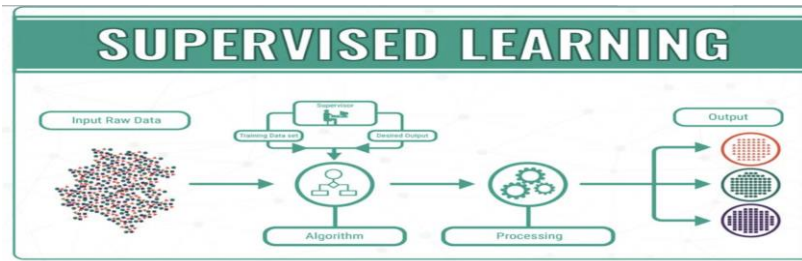 SUPERVISED LEARNING
Input Raw Data
Supervisor
Training Data set
Desired Output
Output
Algorithm
Processing